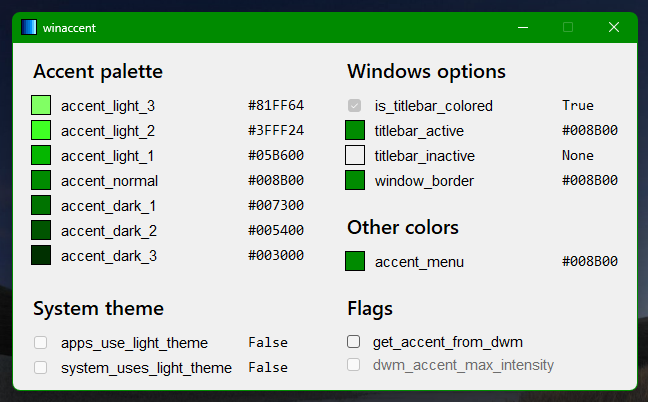 winaccent
Accent palette
accent_light_3 #81FF64
accent_light_2 #3FFF24
accent_light_1 #05B600
accent_normal #008B00
accent_dark_1 #007300
accent_dark_2 #005400
accent_dark_3 #003000
Windows options
is_titlebar_colored True
titlebar_active #008B00
titlebar_inactive None
window_border #008B00
Other colors
accent_menu #008B00
System theme
apps_use_light_theme False
system_uses_light_theme False
Flags
get_accent_from_dwm
dwm_accent_max_intensity